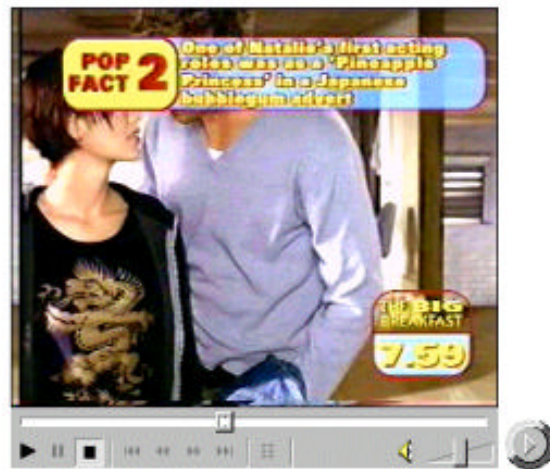 POP FACT 2
One of Natalie's first acting
roles was as a 'Pineapple
Princess' in a Japanese
bubblegum advert
THE BIG
BREAKFAST
7.59